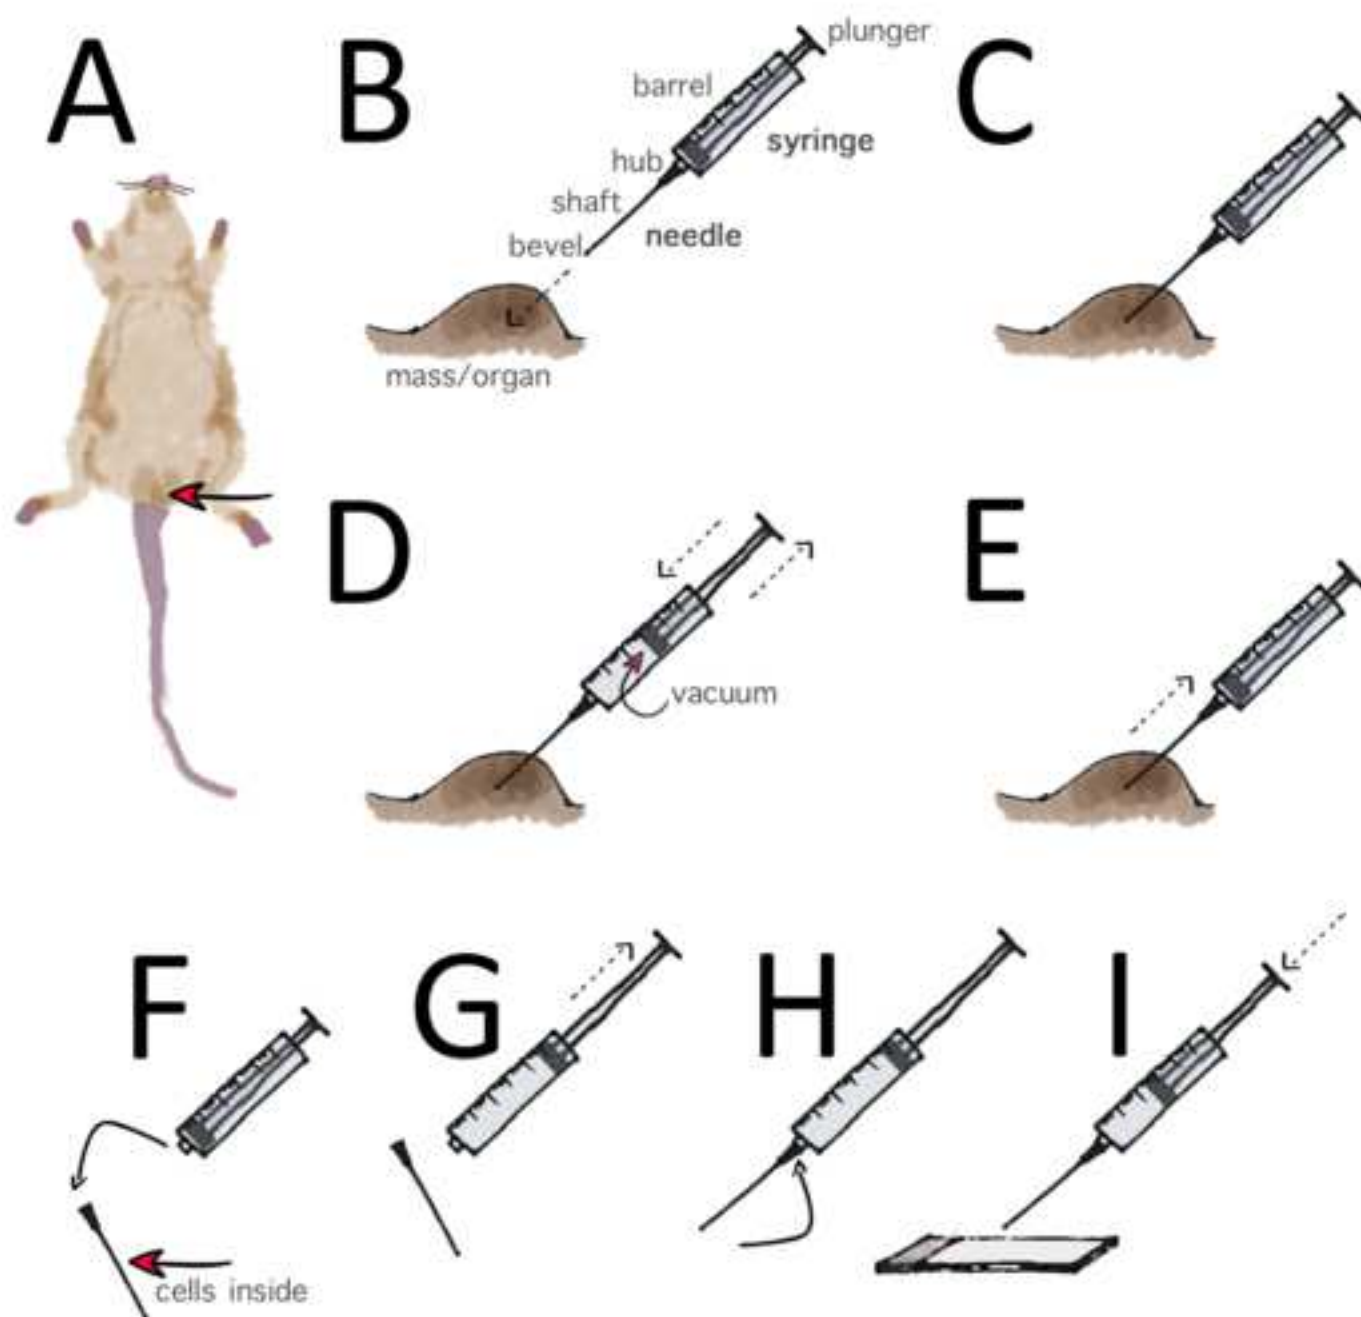 A
B
plunger
barrel
syringe
hub
shaft
needle
bevel
mass/organ
C
D
vacuum
E
F
cells inside
G
H
I